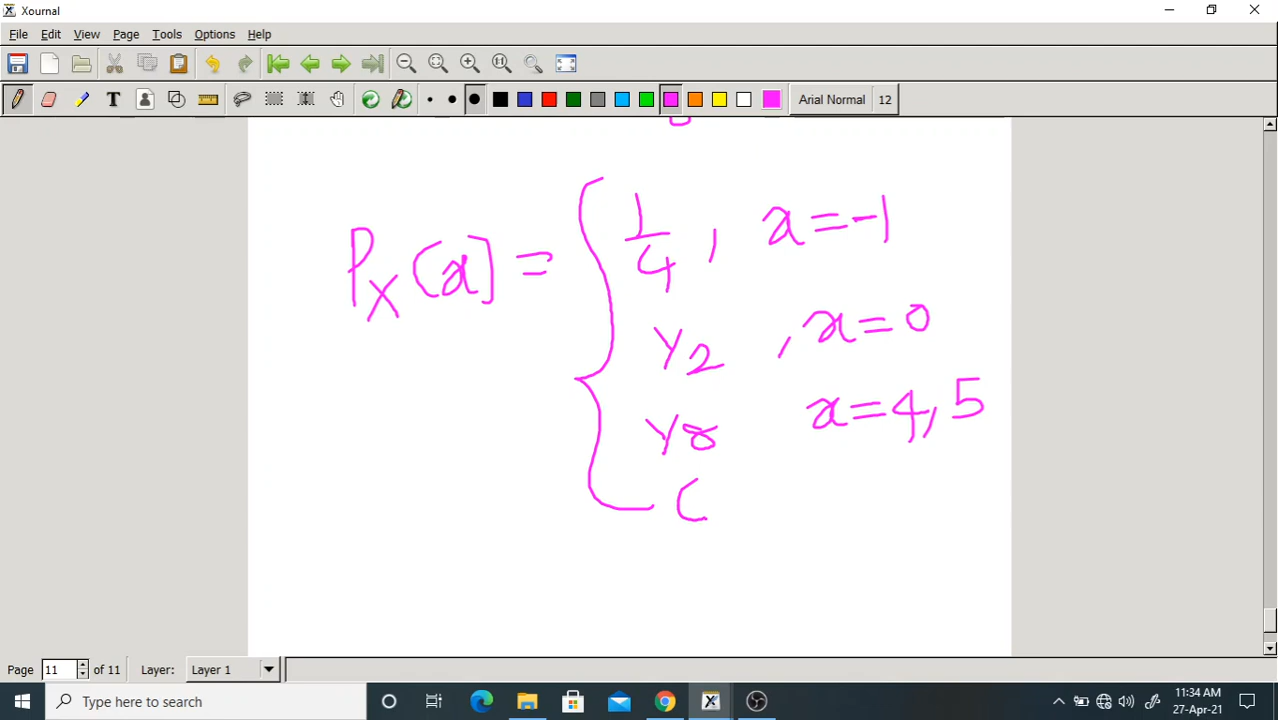 Xournal
File Edit View Page Tools Options Help
Arial Normal 12
P_X(x] = { 1/4 , x=-1
1/2 , x=0
1/8 x=4,5
Page 11 of 11 Layer: Layer 1
Type here to search
11:34 AM
27-Apr-21